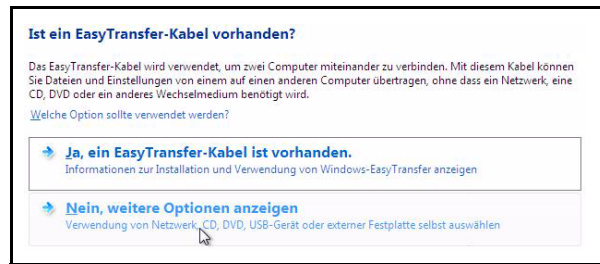 Ist ein EasyTransfer-Kabel vorhanden?
Das EasyTransfer-Kabel wird verwendet, um zwei Computer miteinander zu verbinden. Mit diesem Kabel können
Sie Dateien und Einstellungen von einem auf einen anderen Computer übertragen, ohne dass ein Netzwerk, eine
CD, DVD oder ein anderes Wechselmedium benötigt wird.
Welche Option sollte verwendet werden?
Ja, ein EasyTransfer-Kabel ist vorhanden.
Informationen zur Installation und Verwendung von Windows-EasyTransfer anzeigen
Nein, weitere Optionen anzeigen
Verwendung von Netzwerk, CD, DVD, USB-Gerät oder externer Festplatte selbst auswählen